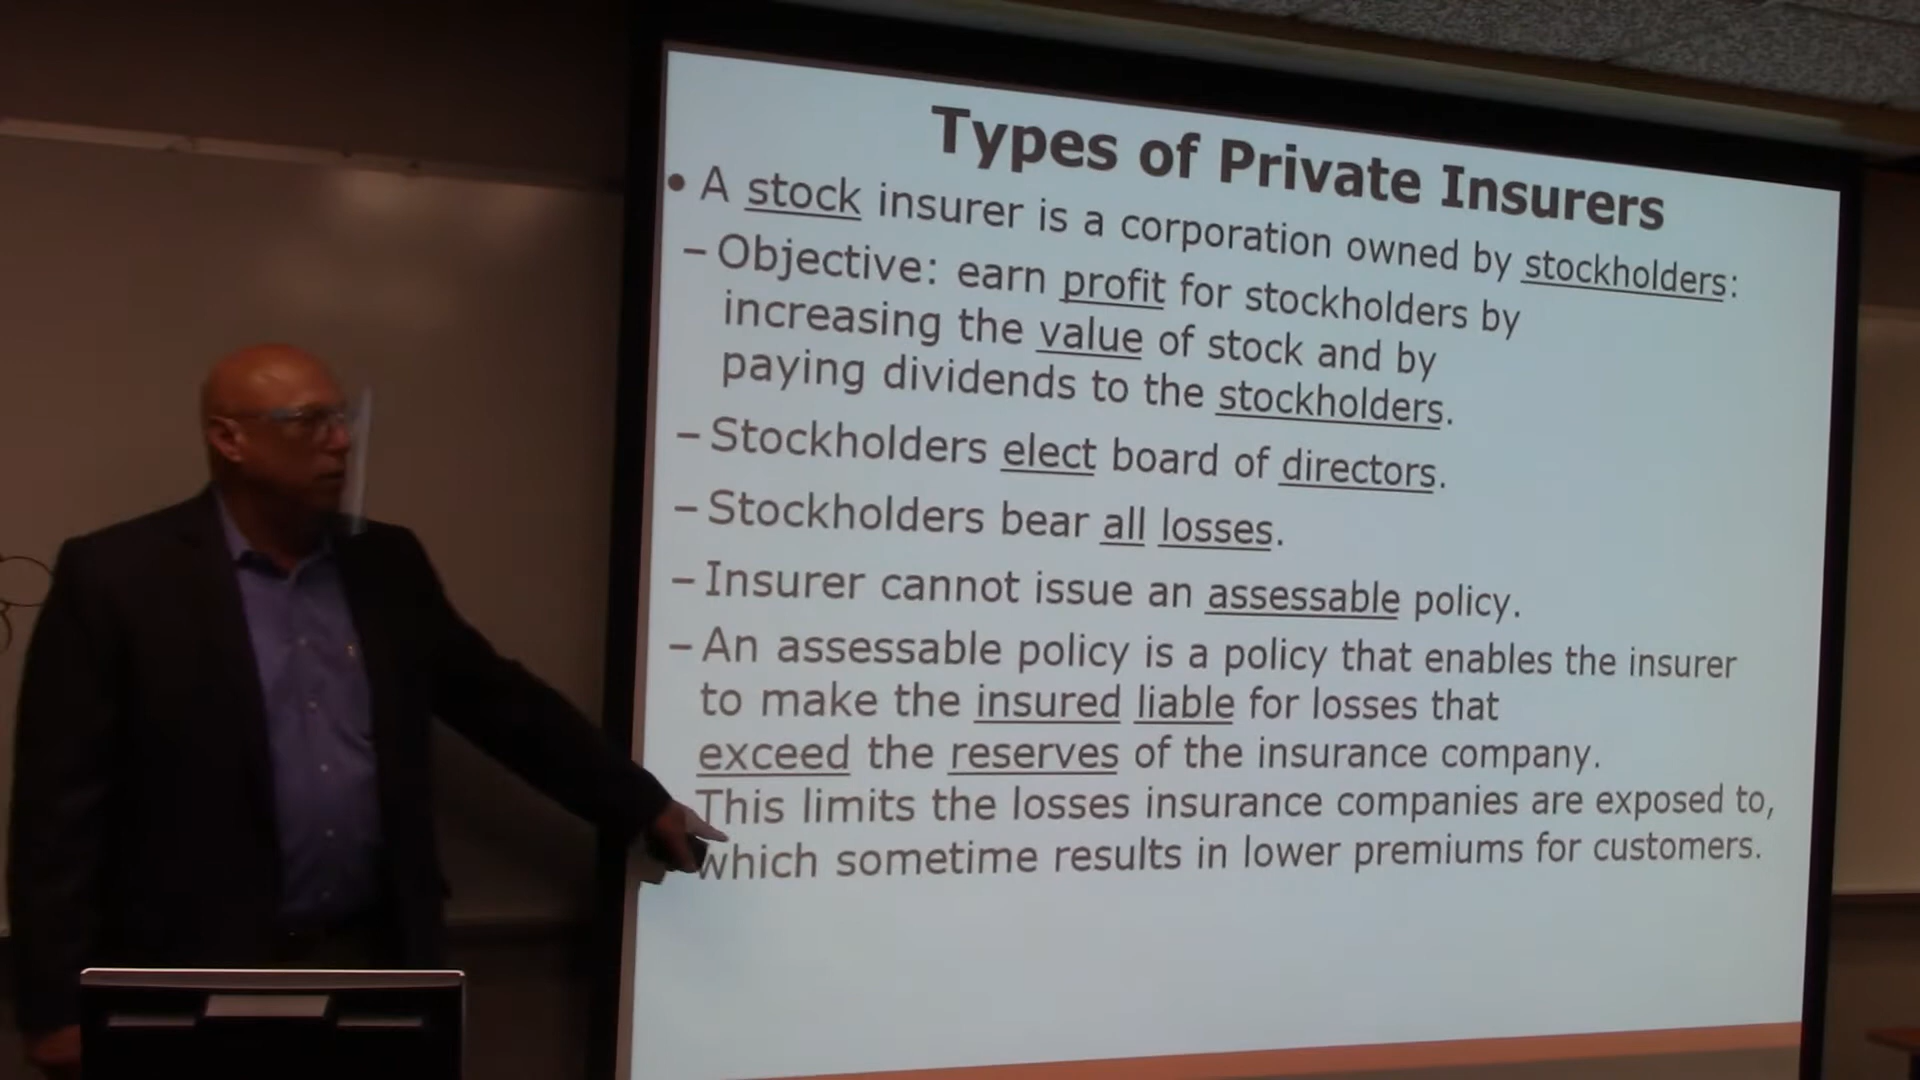 Types of Private Insurers
• A stock insurer is a corporation owned by stockholders:
– Objective: earn profit for stockholders by
increasing the value of stock and by
paying dividends to the stockholders.
– Stockholders elect board of directors.
– Stockholders bear all losses.
– Insurer cannot issue an assessable policy.
– An assessable policy is a policy that enables the insurer
to make the insured liable for losses that
exceed the reserves of the insurance company.
This limits the losses insurance companies are exposed to,
which sometime results in lower premiums for customers.